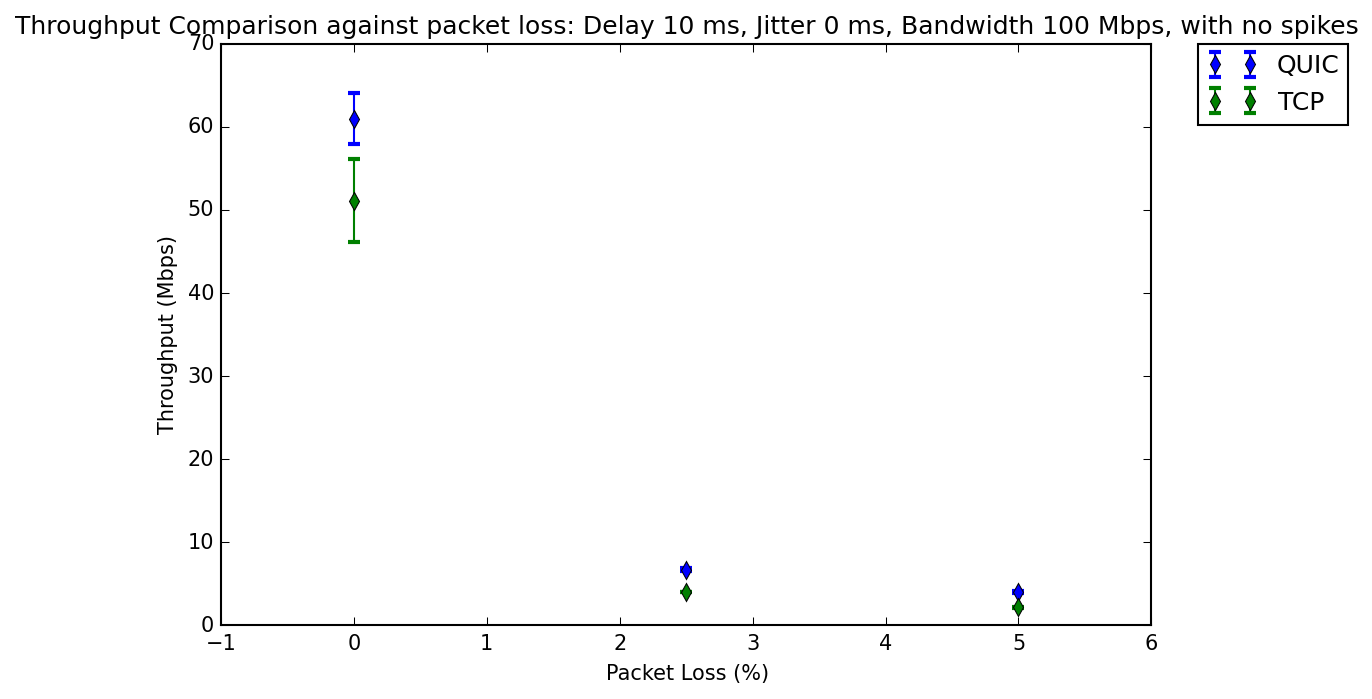 Throughput Comparison against packet loss: Delay 10 ms, Jitter 0 ms, Bandwidth 100 Mbps, with no spikes
QUIC
TCP
Throughput (Mbps)
70
60
50
40
30
20
10
0
−1 0 1 2 3 4 5 6
Packet Loss (%)